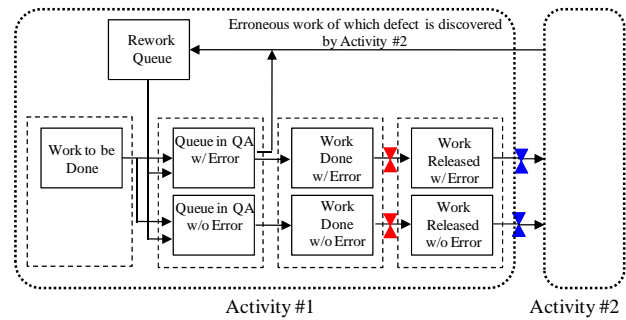 Erroneous work of which defect is discovered
by Activity #2
Rework
Queue
Work to be
Done
Queue in QA
w/ Error
Work
Done
w/ Error
Work
Released
w/ Error
Queue in QA
w/o Error
Work
Done
w/o Error
Work
Released
w/o Error
Activity #1
Activity #2